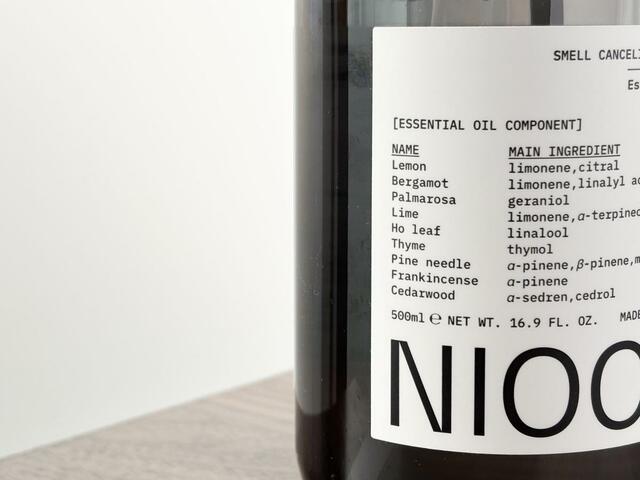 SMELL CANCELI
Es
[ESSENTIAL OIL COMPONENT]
NAME MAIN INGREDIENT
Lemon limonene,citral
Bergamot limonene,linalyl ac
Palmarosa geraniol
Lime limonene,α-terpineo
Ho leaf linalool
Thyme thymol
Pine needle α-pinene,β-pinene,m
Frankincense α-pinene
Cedarwood α-sedren,cedrol
500ml ℮ NET WT. 16.9 FL. OZ. MADE
NIOO